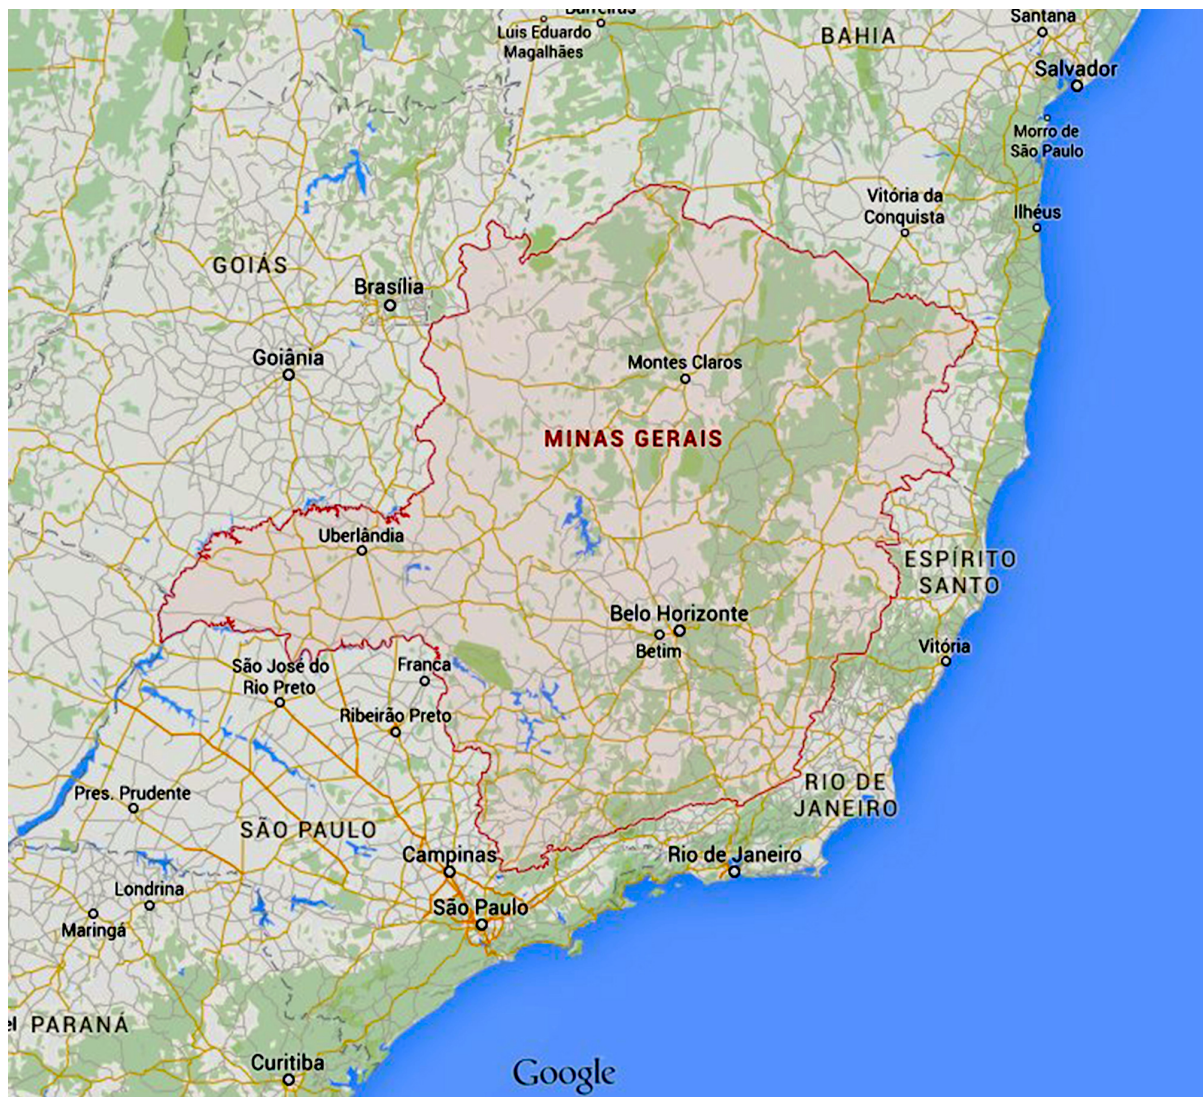 Barreiras
Luis Eduardo
Magalhães
BAHIA
Santana
Salvador
Morro de
São Paulo
Vitória da
Conquista
Ilhéus
GOIÁS
Brasília
Goiânia
Montes Claros
MINAS GERAIS
Uberlândia
ESPÍRITO
SANTO
Belo Horizonte
Betim
Vitória
São José do
Rio Preto
Franca
Ribeirão Preto
Pres. Prudente
RIO DE
JANEIRO
SÃO PAULO
Campinas
Rio de Janeiro
Londrina
São Paulo
Maringá
PARANÁ
Curitiba
Google